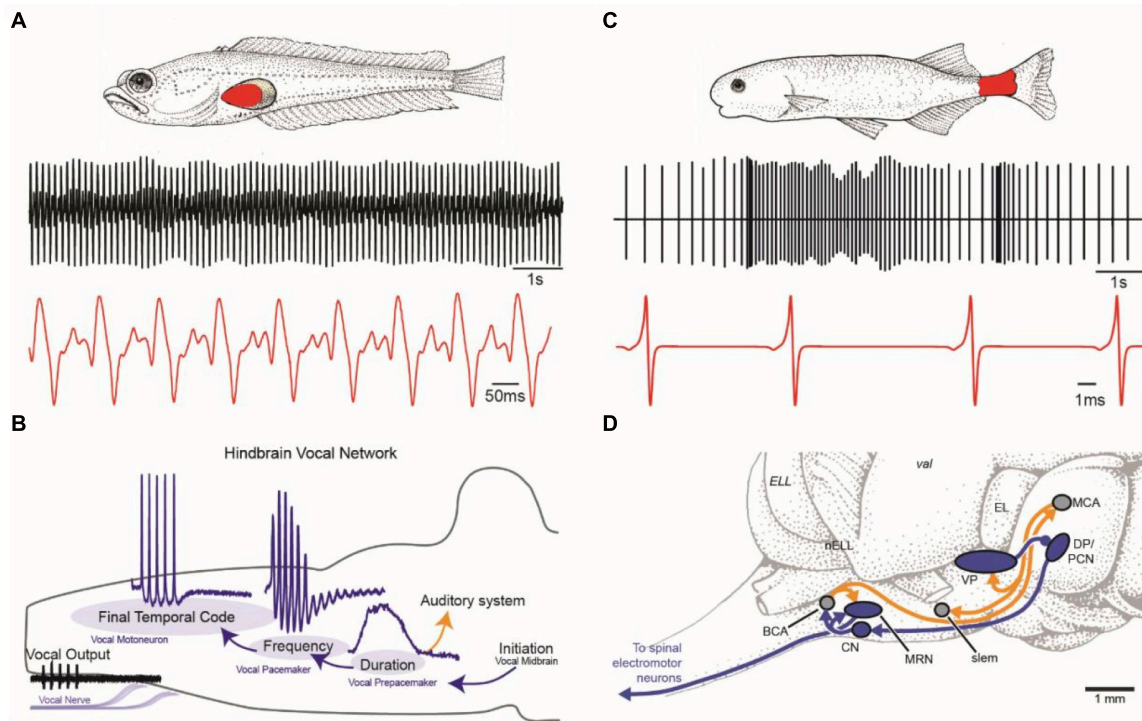 A
C
1s
1s
50ms
1ms
B
Hindbrain Vocal Network
Final Temporal Code
Vocal Motoneuron
Frequency
Vocal Pacemaker
Duration
Vocal Prepacemaker
Auditory system
Initiation
Vocal Midbrain
Vocal Output
Vocal Nerve
D
ELL
val
EL
MCA
nELL
DP/
PCN
VP
BCA
CN
MRN
slem
To spinal
electromotor
neurons
1 mm